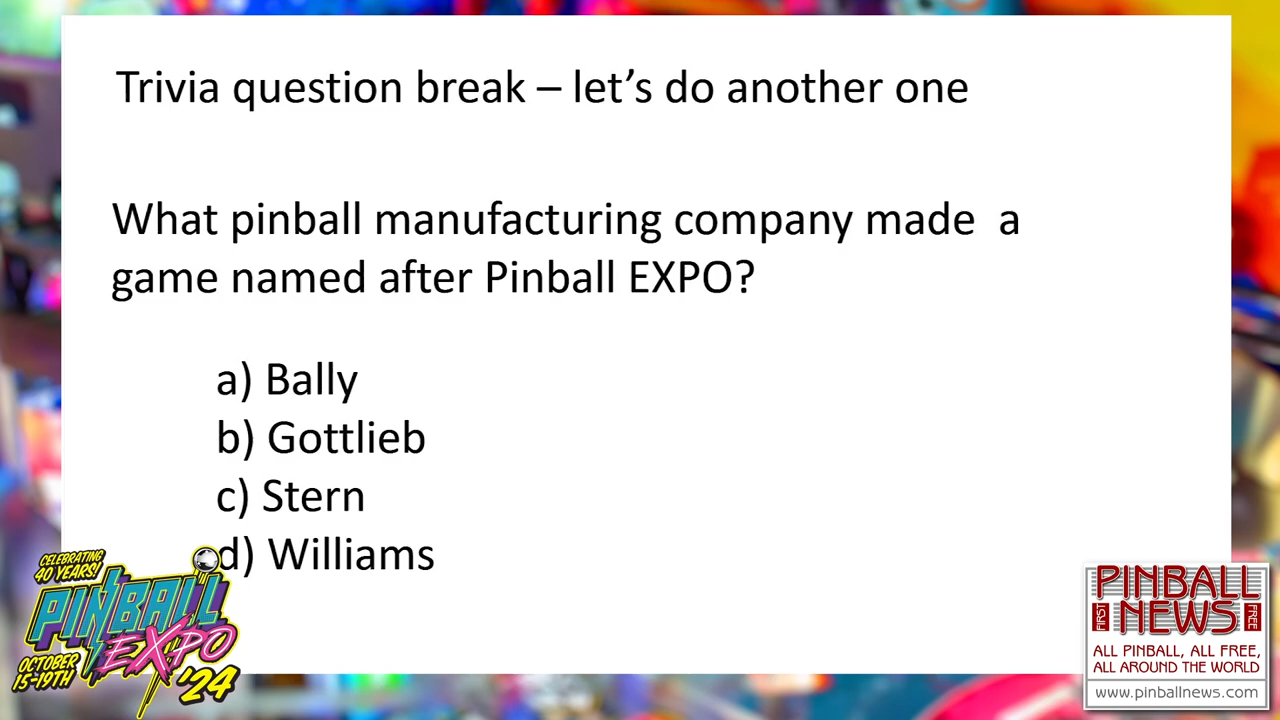 Trivia question break – let’s do another one
What pinball manufacturing company made  a
game named after Pinball EXPO?
a) Bally
b) Gottlieb
c) Stern
d) Williams
CELEBRATING
40 YEARS!
PINBALL
EXPO
OCTOBER
15-19TH
'24
PINBALL
FIRST NEWS FREE
ALL PINBALL, ALL FREE,
ALL AROUND THE WORLD
www.pinballnews.com